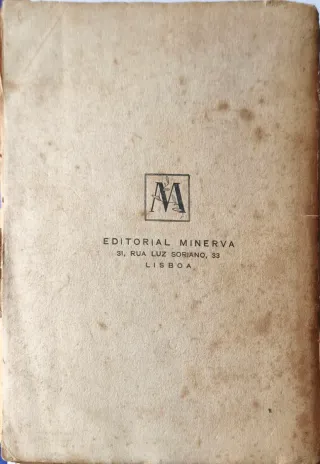 M
EDITORIAL MINERVA
31, RUA LUZ SORIANO, 33
LISBOA